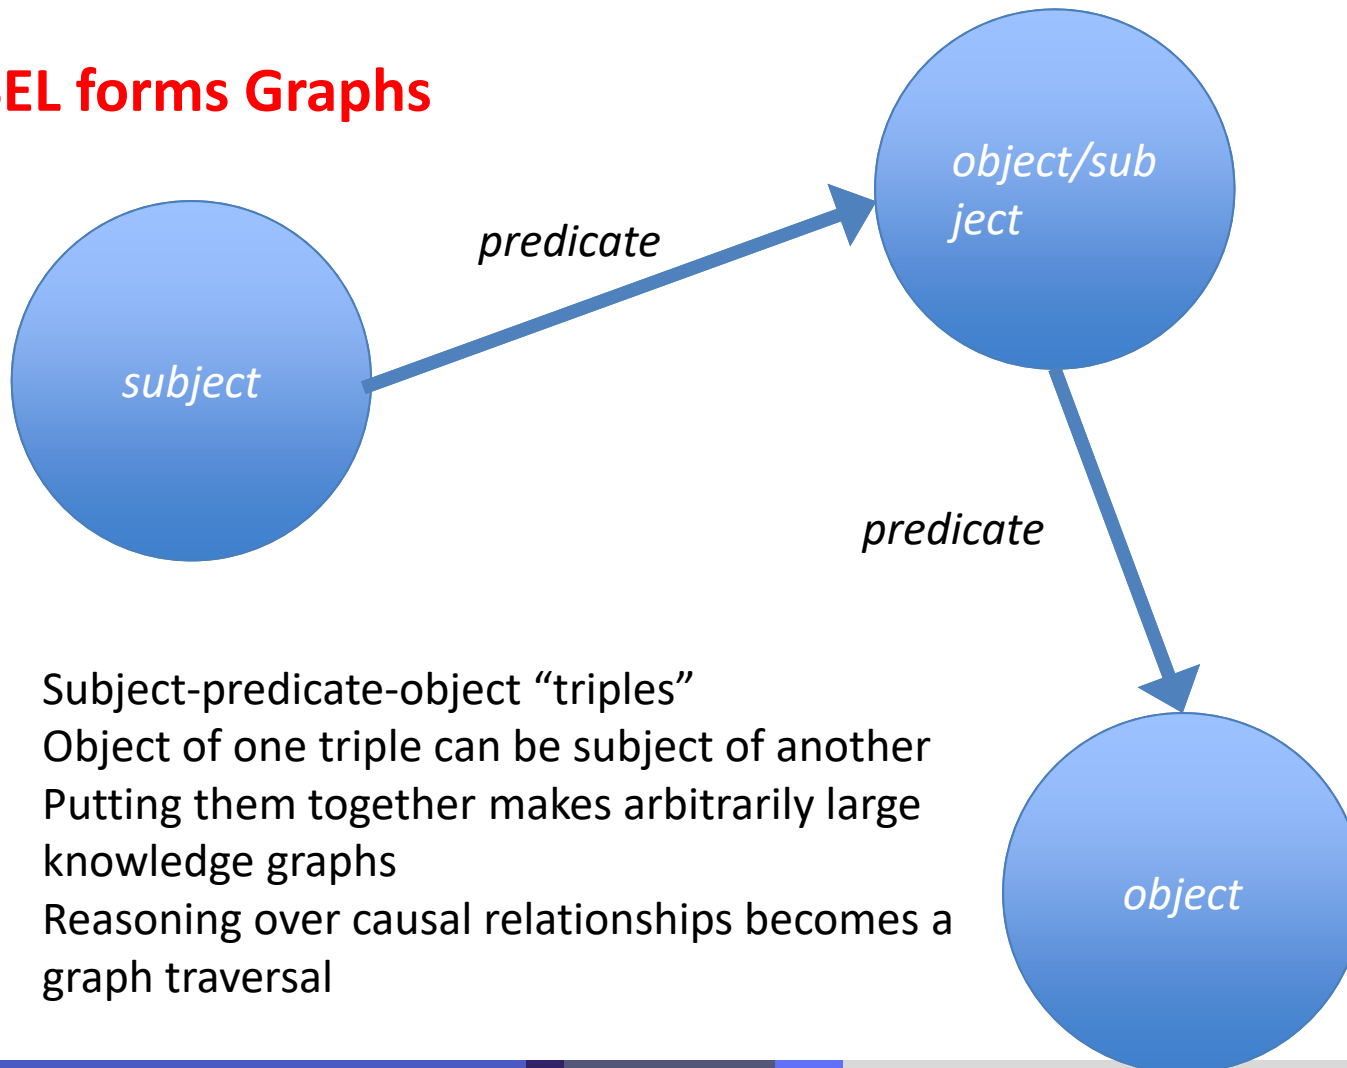 EL forms Graphs
object/sub
ject
predicate
subject
predicate
Subject-predicate-object “triples”
Object of one triple can be subject of another
Putting them together makes arbitrarily large
knowledge graphs
Reasoning over causal relationships becomes a
graph traversal
object